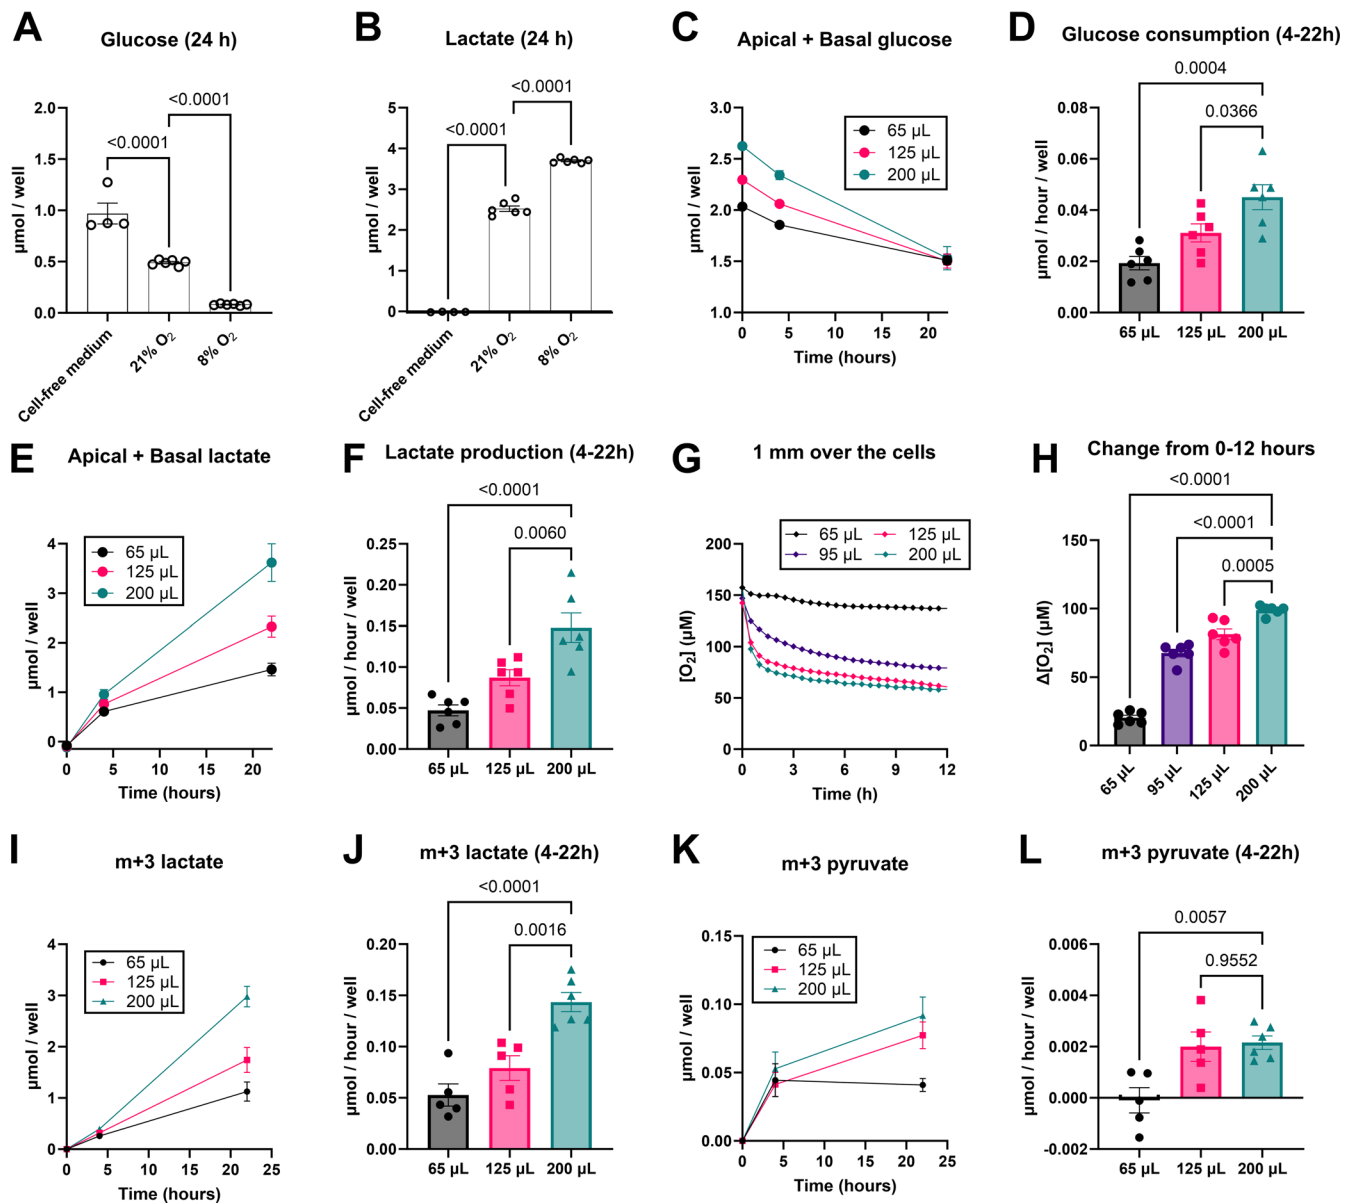 A
Glucose (24 h)
<0.0001
<0.0001
2.0
1.5
1.0
0.5
0.0
µmol / well
Cell-free medium
21% O₂
8% O₂
B
Lactate (24 h)
<0.0001
<0.0001
5
4
3
2
1
0
µmol / well
Cell-free medium
21% O₂
8% O₂
C
Apical + Basal glucose
65 µL
125 µL
200 µL
3.0
2.5
2.0
1.5
1.0
µmol / well
0 5 10 15 20
Time (hours)
D
Glucose consumption (4-22h)
0.0004
0.0366
0.08
0.06
0.04
0.02
0.00
µmol / hour / well
65 µL 125 µL 200 µL
E
Apical + Basal lactate
65 µL
125 µL
200 µL
4
3
2
1
0
µmol / well
0 5 10 15 20
Time (hours)
F
Lactate production (4-22h)
<0.0001
0.0060
0.25
0.20
0.15
0.10
0.05
0.00
µmol / hour / well
65 µL 125 µL 200 µL
G
1 mm over the cells
65 µL 125 µL
95 µL 200 µL
200
150
100
50
0
[O₂] (µM)
0 3 6 9 12
Time (h)
H
Change from 0-12 hours
<0.0001
<0.0001
0.0005
150
100
50
0
Δ[O₂] (µM)
65 µL
95 µL
125 µL
200 µL
I
m+3 lactate
65 µL
125 µL
200 µL
4
3
2
1
0
µmol / well
0 5 10 15 20 25
Time (hours)
J
m+3 lactate (4-22h)
<0.0001
0.0016
0.20
0.15
0.10
0.05
0.00
µmol / hour / well
65 µL 125 µL 200 µL
K
m+3 pyruvate
65 µL
125 µL
200 µL
0.15
0.10
0.05
0.00
µmol / well
0 5 10 15 20 25
Time (hours)
L
m+3 pyruvate (4-22h)
0.0057
0.9552
0.006
0.004
0.002
0.000
-0.002
µmol / hour / well
65 µL 125 µL 200 µL